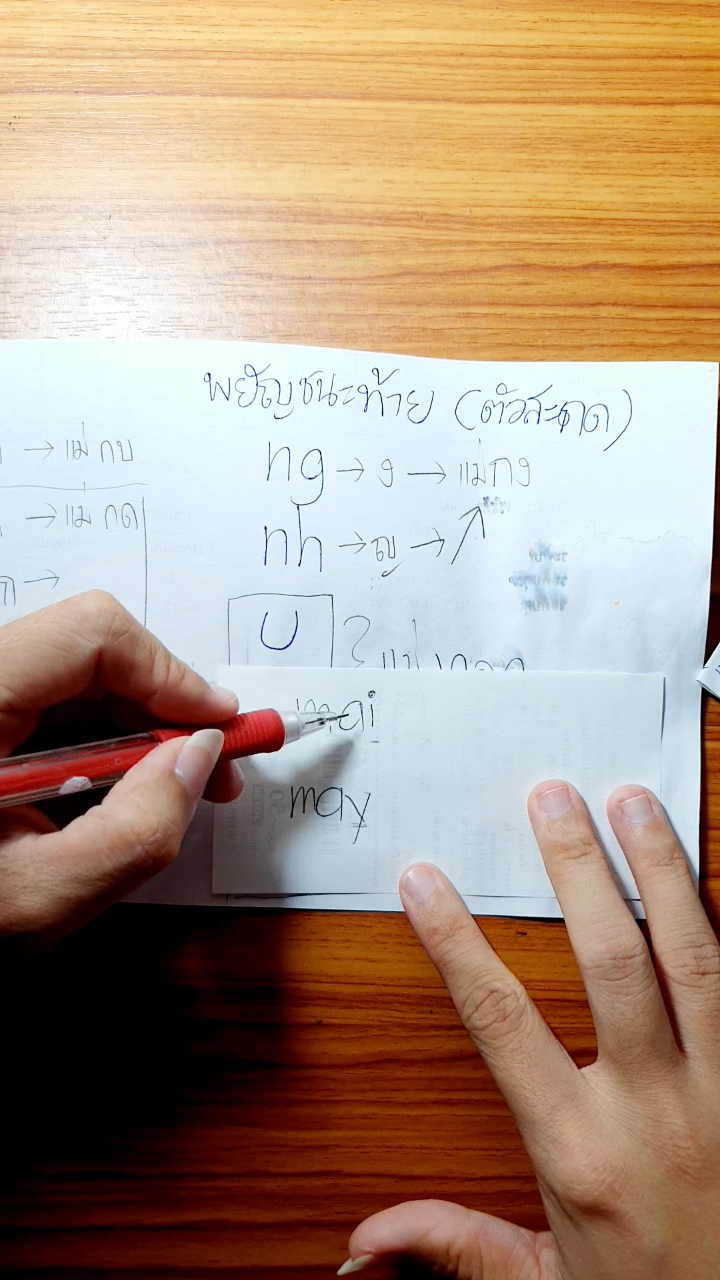 พยัญชนะท้าย (ตัวสะกด)
→ แม่ กบ
ng → ง → แม่กง
→ แม่ กด
nh → ญ →
→
U
mai
may